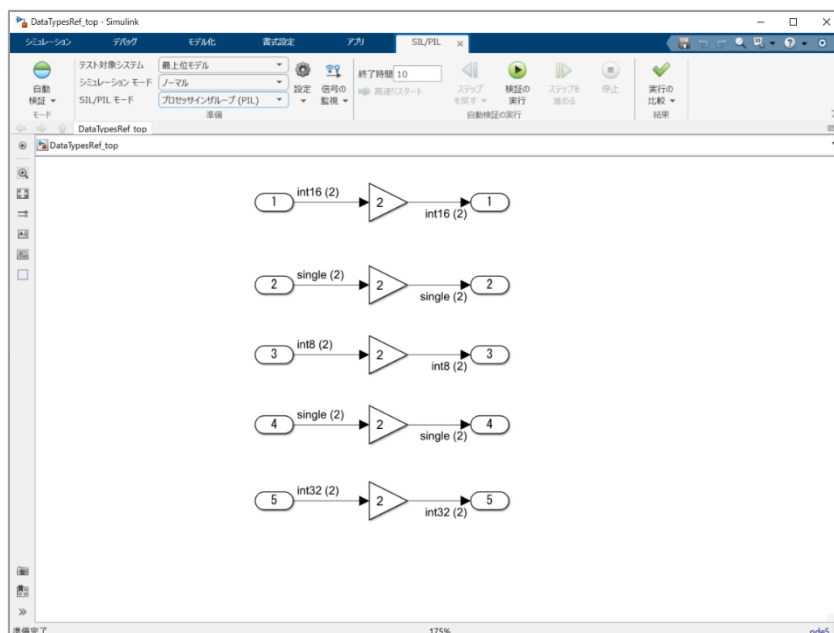 DataTypesRef_top - Simulink
シミュレーション デバッグ モデル化 書式設定 アプリ SIL/PIL
テスト対象システム 最上位モデル
シミュレーション モード ノーマル
SIL/PIL モード プロセッサインザループ (PIL)
自動
検証
モード
準備
設定
信号の
監視
終了時間 10
高速リスタート
ステップ
を戻す
検証の
実行
ステップを
進める
停止
自動検証の実行
実行の
比較
結果
DataTypesRef_top
DataTypesRef_top
1 int16 (2) 2 int16 (2) 1
2 single (2) 2 single (2) 2
3 int8 (2) 2 int8 (2) 3
4 single (2) 2 single (2) 4
5 int32 (2) 2 int32 (2) 5
準備完了 175% ode5